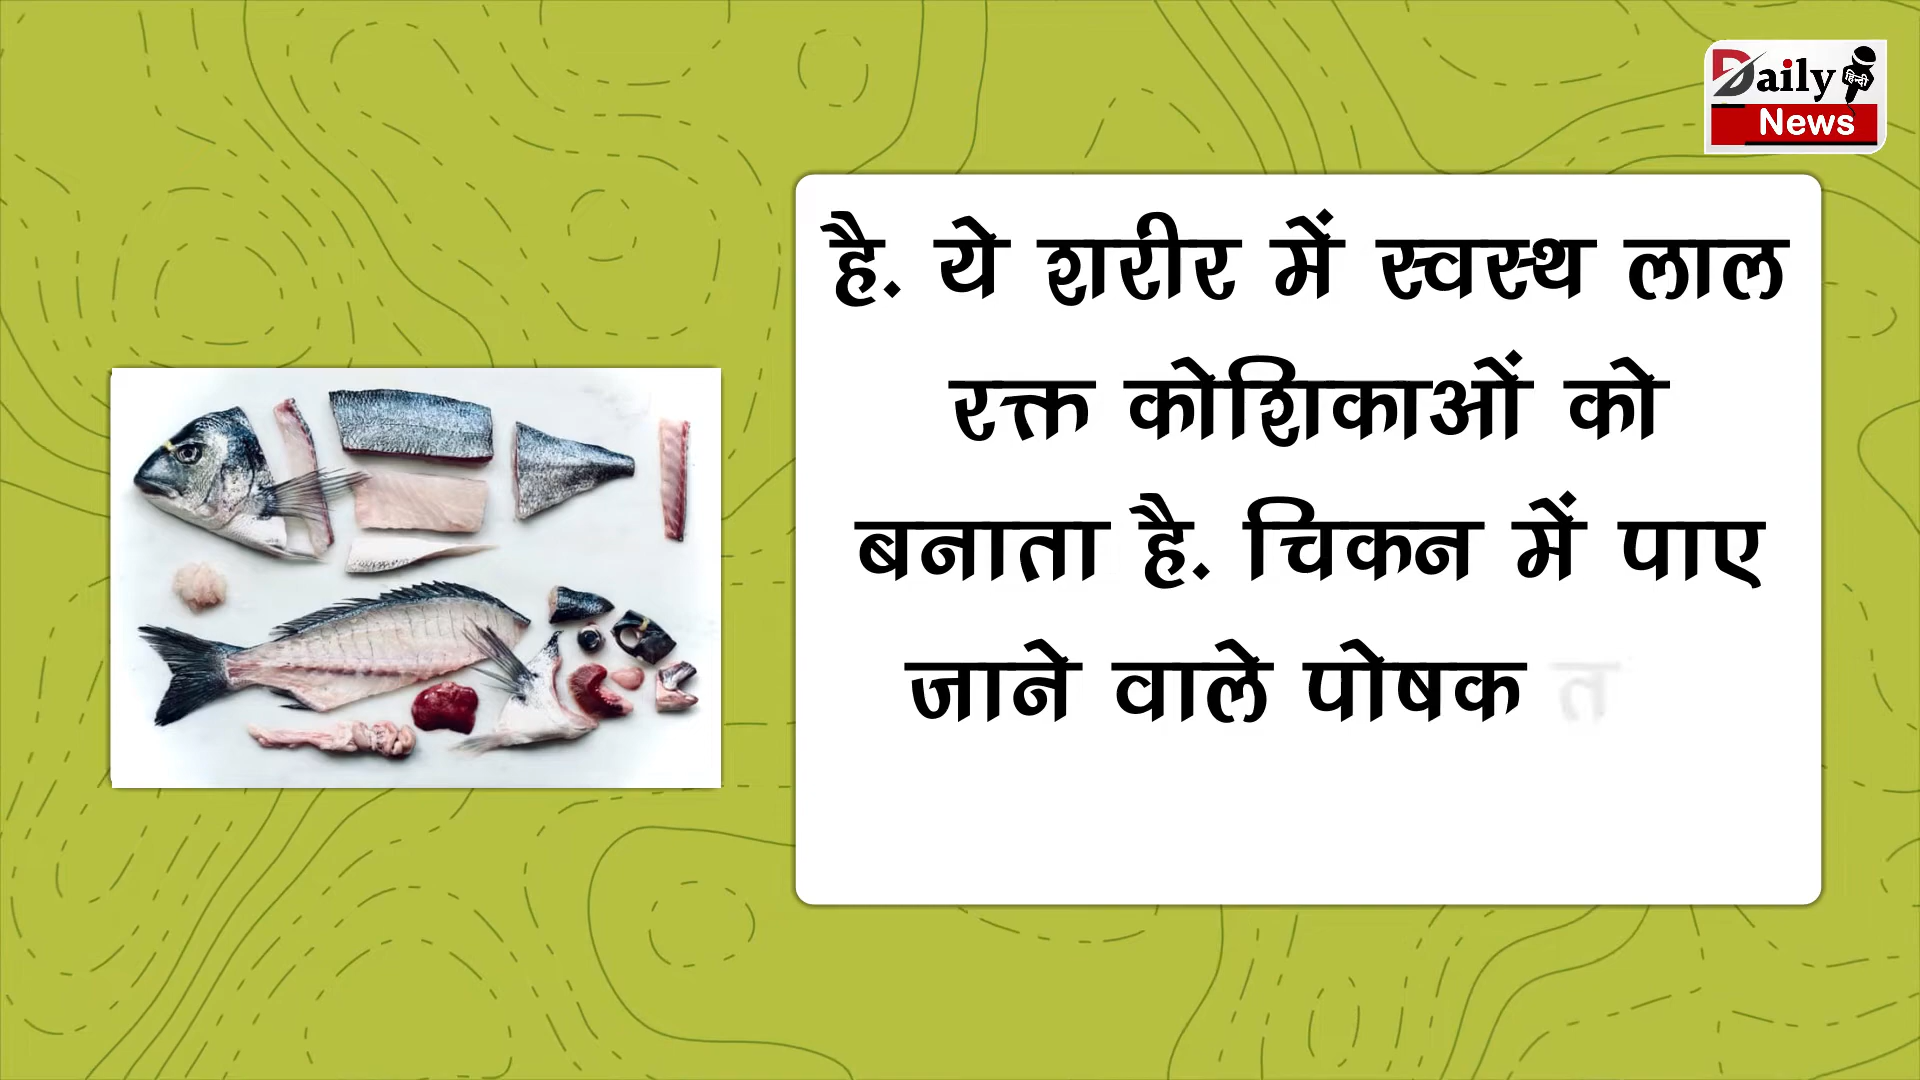 Daily
हिन्दी
News
है. ये शरीर में स्वस्थ लाल
रक्त कोशिकाओं को
बनाता है. चिकन में पाए
जाने वाले पोषक त